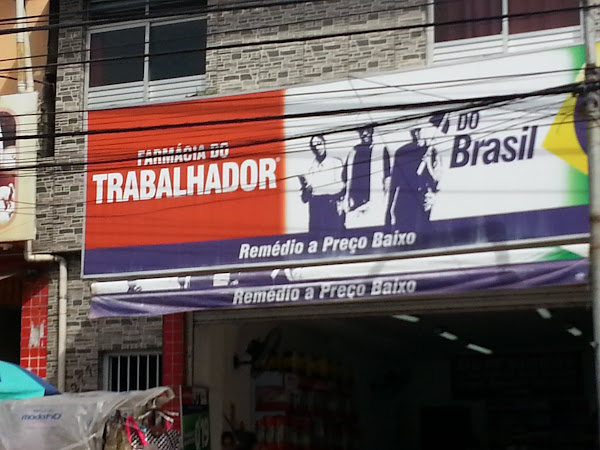 FARMÁCIA DO
TRABALHADOR
DO
Brasil
Remédio a Preço Baixo
Remédio a Preço Baixo